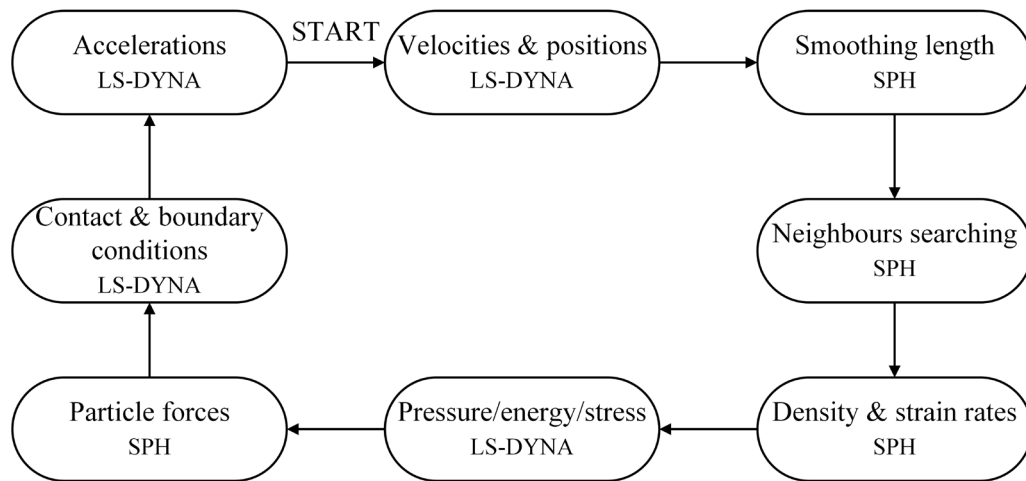 Accelerations
LS-DYNA
START
Velocities & positions
LS-DYNA
Smoothing length
SPH
Contact & boundary
conditions
LS-DYNA
Neighbours searching
SPH
Particle forces
SPH
Pressure/energy/stress
LS-DYNA
Density & strain rates
SPH